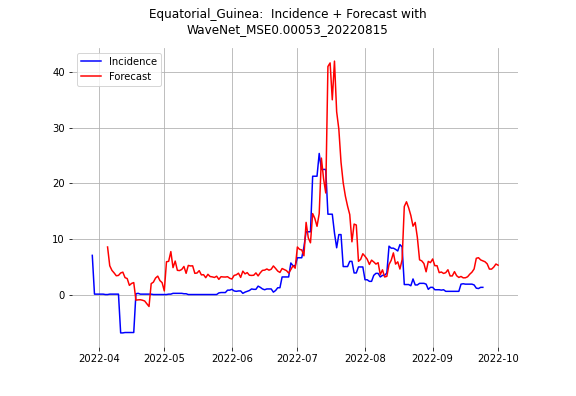 Equatorial_Guinea:  Incidence + Forecast with
WaveNet_MSE0.00053_20220815
Incidence
Forecast
40
30
20
10
0
2022-04 2022-05 2022-06 2022-07 2022-08 2022-09 2022-10